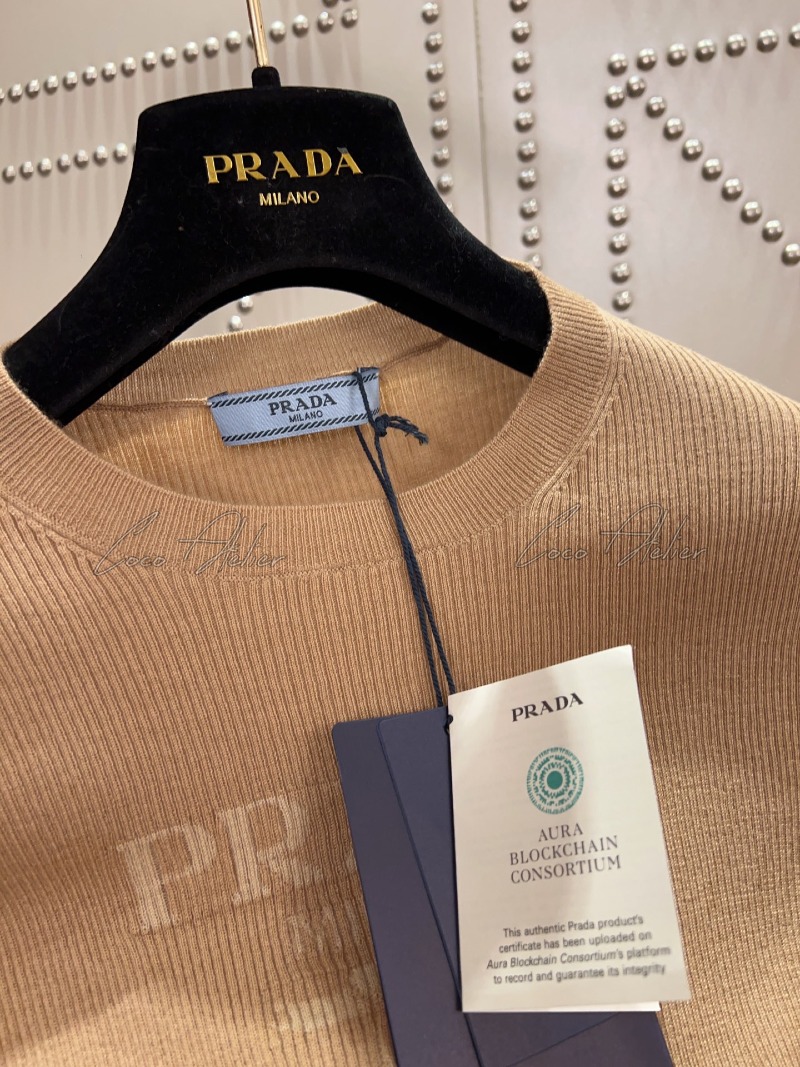 PRADA
MILANO
PRADA
MILANO
Coco Atelier
Coco Atelier
PRADA
AURA
BLOCKCHAIN
CONSORTIUM
This authentic Prada product's
certificate has been uploaded on
Aura Blockchain Consortium's platform
to record and guarantee its integrity
PR